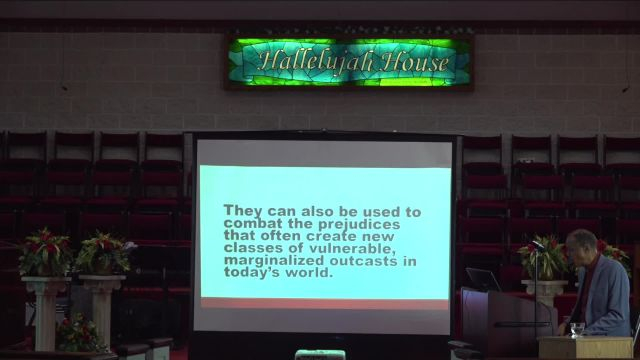 Hallelujah House
They can also be used to
combat the prejudices
that often create new
classes of vulnerable,
marginalized outcasts in
today's world.